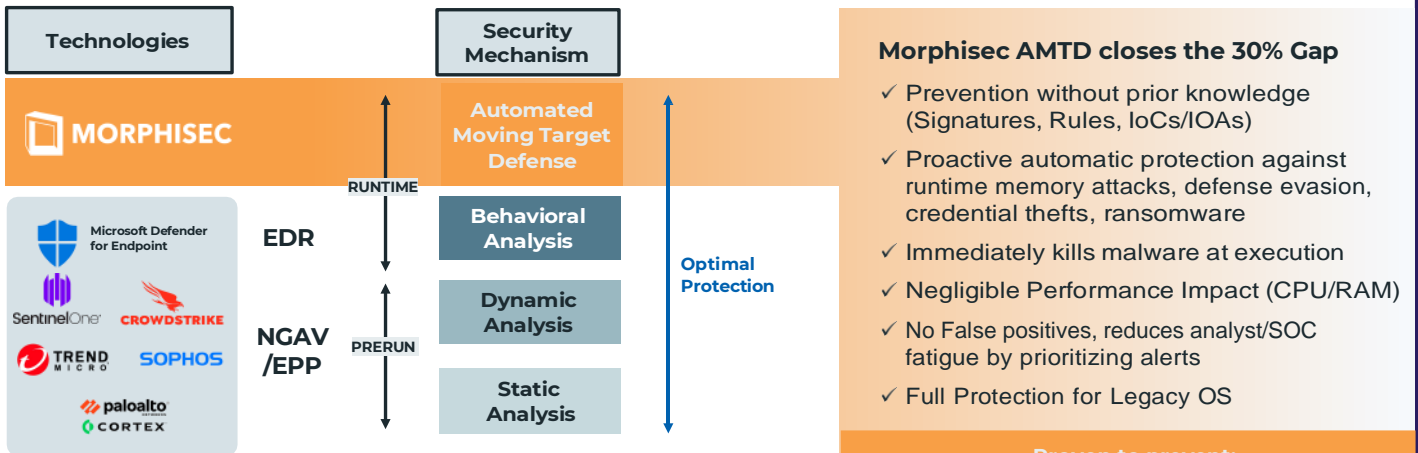 Technologies
Security
Mechanism
MORPHISEC
Automated
Moving Target
Defense
RUNTIME
Microsoft Defender
for Endpoint
SentinelOne
CROWDSTRIKE
TREND
MICRO
SOPHOS
paloalto
NETWORKS
CORTEX
EDR
NGAV
/EPP
PRERUN
Behavioral
Analysis
Dynamic
Analysis
Static
Analysis
Optimal
Protection
Morphisec AMTD closes the 30% Gap
✓ Prevention without prior knowledge
(Signatures, Rules, IoCs/IOAs)
✓ Proactive automatic protection against
runtime memory attacks, defense evasion,
credential thefts, ransomware
✓ Immediately kills malware at execution
✓ Negligible Performance Impact (CPU/RAM)
✓ No False positives, reduces analyst/SOC
fatigue by prioritizing alerts
✓ Full Protection for Legacy OS